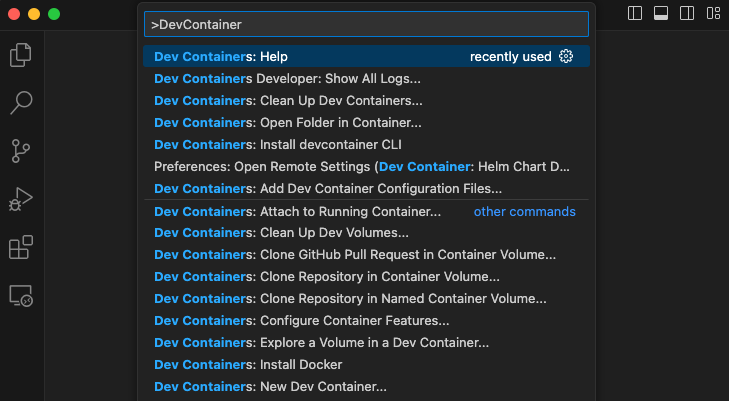 >DevContainer
Dev Containers: Help recently used
Dev Containers Developer: Show All Logs...
Dev Containers: Clean Up Dev Containers...
Dev Containers: Open Folder in Container...
Dev Containers: Install devcontainer CLI
Preferences: Open Remote Settings (Dev Container: Helm Chart D...
Dev Containers: Add Dev Container Configuration Files...
Dev Containers: Attach to Running Container... other commands
Dev Containers: Clean Up Dev Volumes...
Dev Containers: Clone GitHub Pull Request in Container Volume...
Dev Containers: Clone Repository in Container Volume...
Dev Containers: Clone Repository in Named Container Volume...
Dev Containers: Configure Container Features...
Dev Containers: Explore a Volume in a Dev Container...
Dev Containers: Install Docker
Dev Containers: New Dev Container...